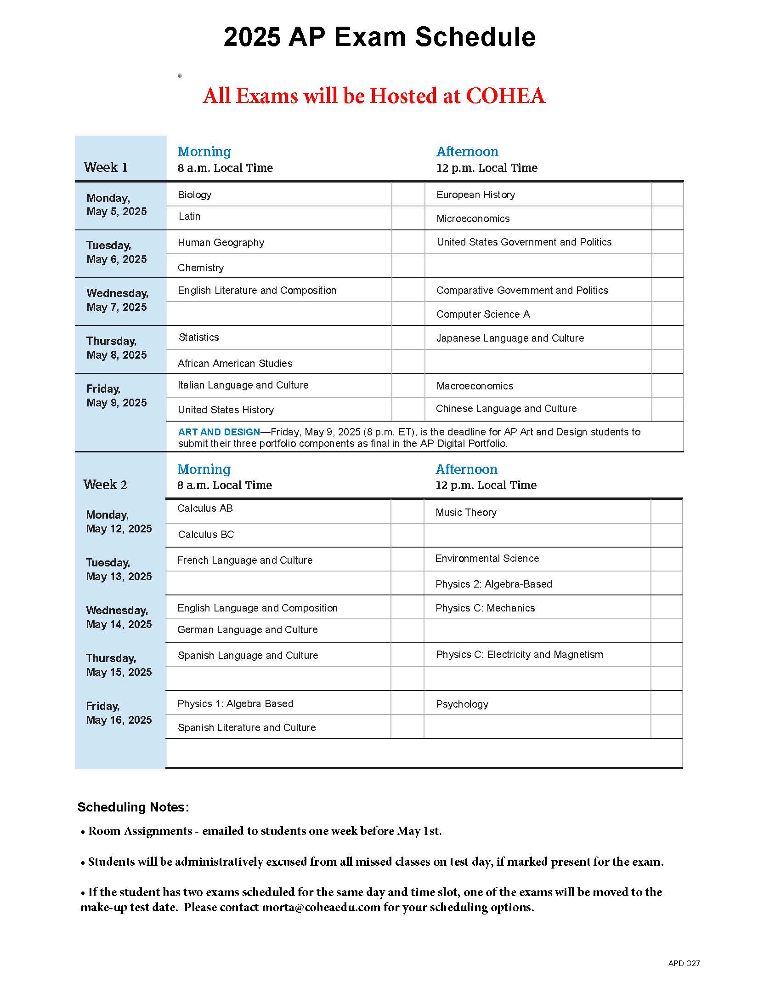 2025 AP Exam Schedule
®
All Exams will be Hosted at COHEA
Morning Afternoon
Week 1 8 a.m. Local Time 12 p.m. Local Time
Monday, May 5, 2025
Biology European History
Latin Microeconomics
Tuesday, May 6, 2025
Human Geography United States Government and Politics
Chemistry
Wednesday, May 7, 2025
English Literature and Composition Comparative Government and Politics
Computer Science A
Thursday, May 8, 2025
Statistics Japanese Language and Culture
African American Studies
Friday, May 9, 2025
Italian Language and Culture Macroeconomics
United States History Chinese Language and Culture
ART AND DESIGN—Friday, May 9, 2025 (8 p.m. ET), is the deadline for AP Art and Design students to
submit their three portfolio components as final in the AP Digital Portfolio.
Morning Afternoon
Week 2 8 a.m. Local Time 12 p.m. Local Time
Monday, May 12, 2025
Calculus AB Music Theory
Calculus BC
Tuesday, May 13, 2025
French Language and Culture Environmental Science
Physics 2: Algebra-Based
Wednesday, May 14, 2025
English Language and Composition Physics C: Mechanics
German Language and Culture
Thursday, May 15, 2025
Spanish Language and Culture Physics C: Electricity and Magnetism
Friday, May 16, 2025
Physics 1: Algebra Based Psychology
Spanish Literature and Culture
Scheduling Notes:
• Room Assignments - emailed to students one week before May 1st.
• Students will be administratively excused from all missed classes on test day, if marked present for the exam.
• If the student has two exams scheduled for the same day and time slot, one of the exams will be moved to the
make-up test date. Please contact morta@coheaedu.com for your scheduling options.
APD-327